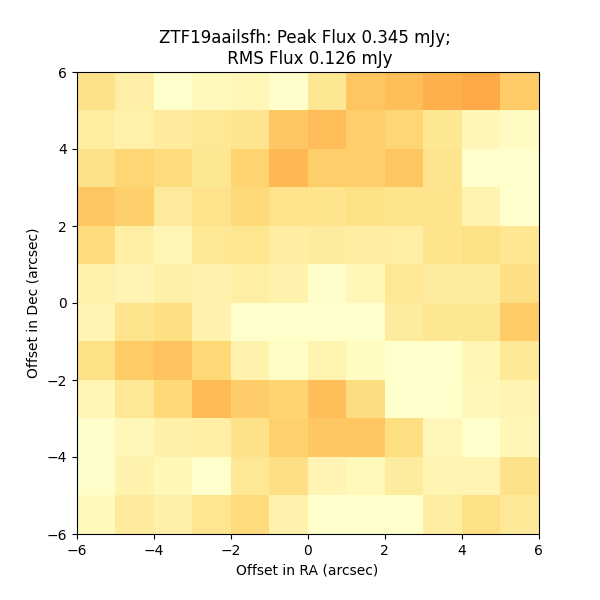 ZTF19aailsfh: Peak Flux 0.345 mJy;
RMS Flux 0.126 mJy
6
4
2
0
−2
−4
−6
Offset in Dec (arcsec)
−6 −4 −2 0 2 4 6
Offset in RA (arcsec)